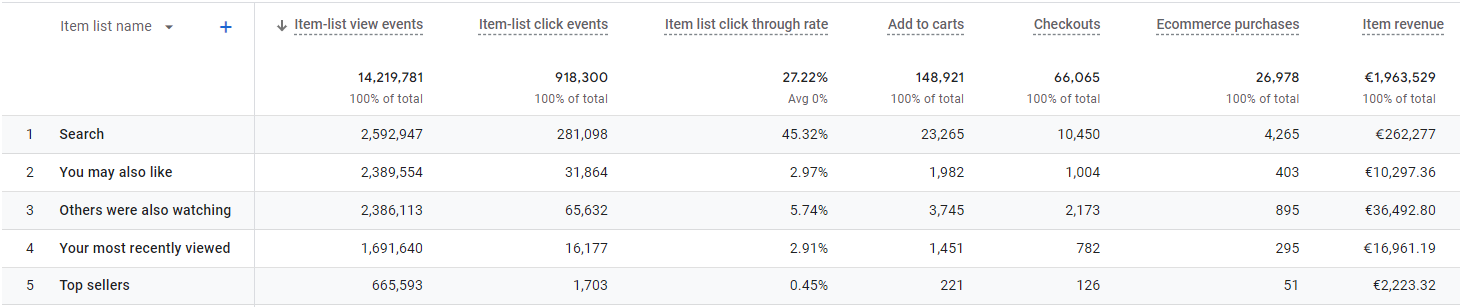 Item list name + ↓ Item-list view events Item-list click events Item list click through rate Add to carts Checkouts Ecommerce purchases Item revenue
14,219,781 918,300 27.22% 148,921 66,065 26,978 €1,963,529
100% of total 100% of total Avg 0% 100% of total 100% of total 100% of total 100% of total
1 Search 2,592,947 281,098 45.32% 23,265 10,450 4,265 €262,277
2 You may also like 2,389,554 31,864 2.97% 1,982 1,004 403 €10,297.36
3 Others were also watching 2,386,113 65,632 5.74% 3,745 2,173 895 €36,492.80
4 Your most recently viewed 1,691,640 16,177 2.91% 1,451 782 295 €16,961.19
5 Top sellers 665,593 1,703 0.45% 221 126 51 €2,223.32